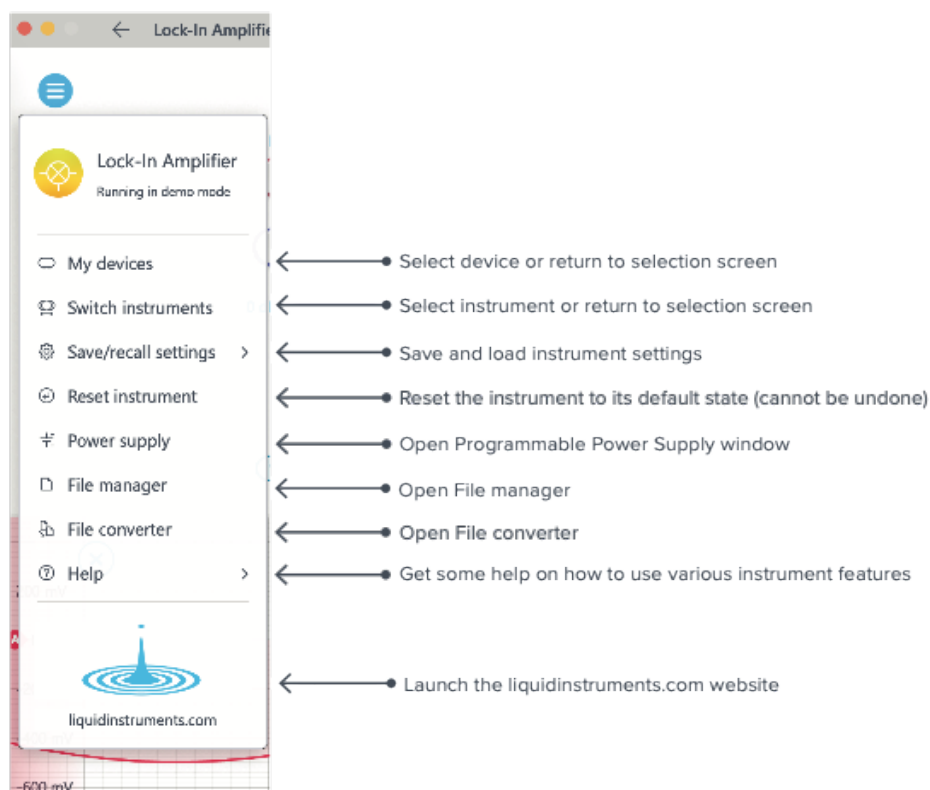 Lock-In Amplifie
Lock-In Amplifier
Running in demo mode
My devices
Select device or return to selection screen
Switch instruments
Select instrument or return to selection screen
Save/recall settings >
Save and load instrument settings
Reset instrument
Reset the instrument to its default state (cannot be undone)
Power supply
Open Programmable Power Supply window
File manager
Open File manager
File converter
Open File converter
Help >
Get some help on how to use various instrument features
Launch the liquidinstruments.com website
liquidinstruments.com
-600 mV